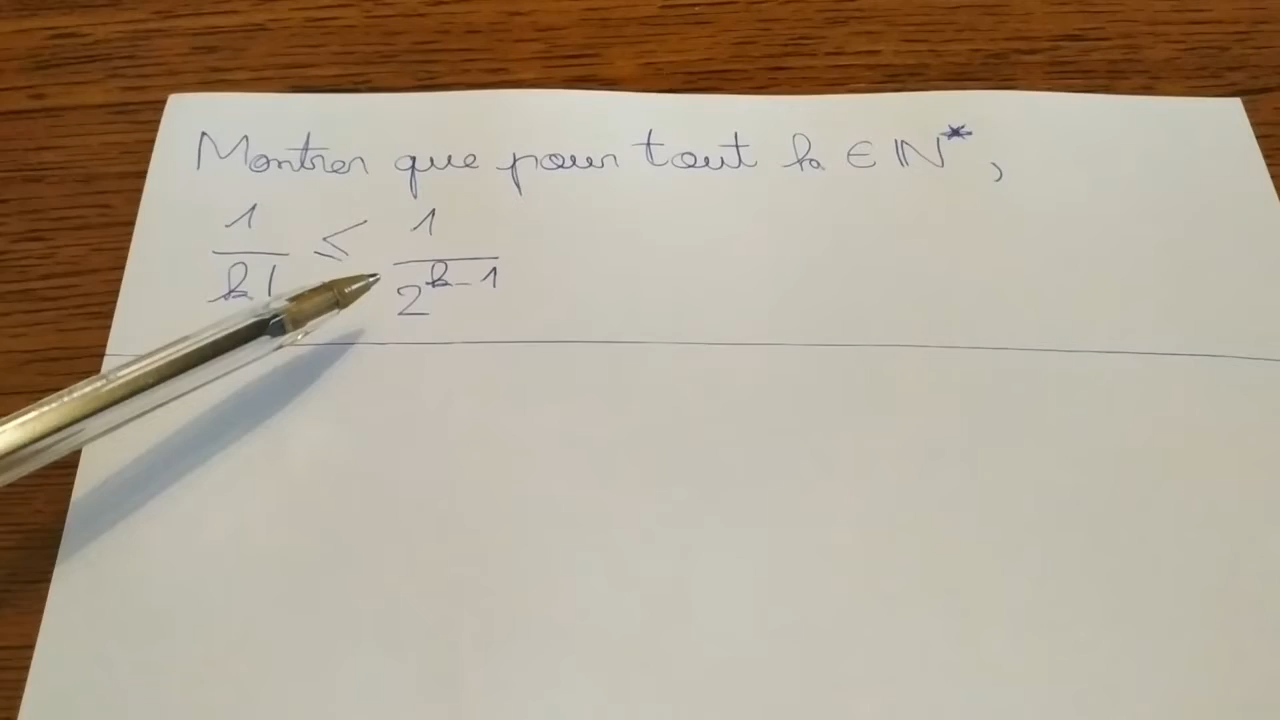 Montrer que pour tout k ∈ ℕ*,
1/k! ≤ 1/2^(k-1)